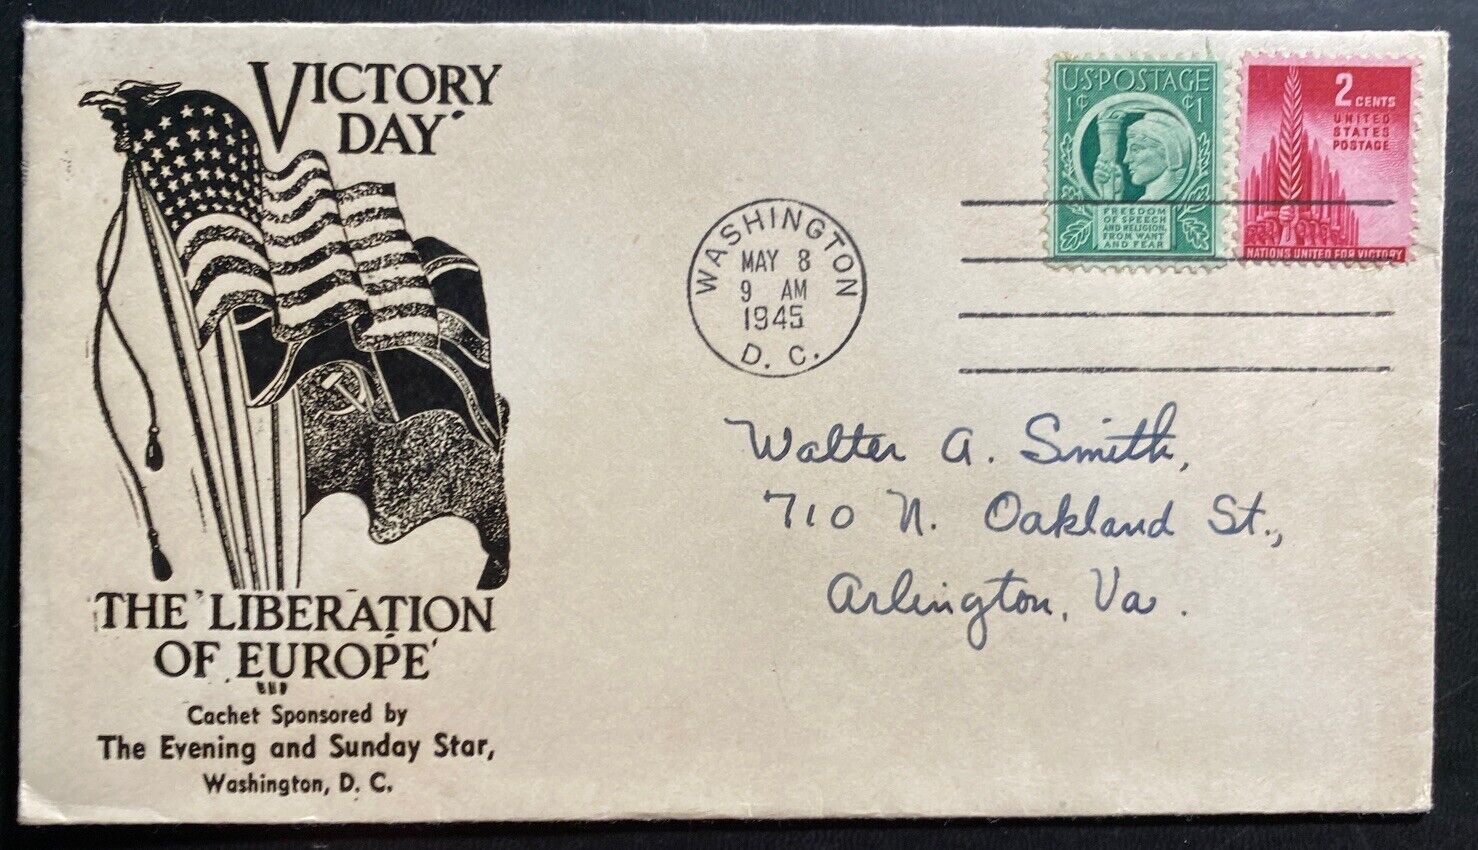 VICTORY
DAY
THE LIBERATION
OF EUROPE
Cachet Sponsored by
The Evening and Sunday Star,
Washington, D. C.
WASHINGTON
MAY 8
9 AM
1945
D. C.
U.S. POSTAGE
1¢ ¢1
FREEDOM
OF SPEECH
AND RELIGION,
FROM WANT
AND FEAR
2 CENTS
UNITED
STATES
POSTAGE
NATIONS UNITED FOR VICTORY
Walter A. Smith,
710 N. Oakland St.,
Arlington, Va.